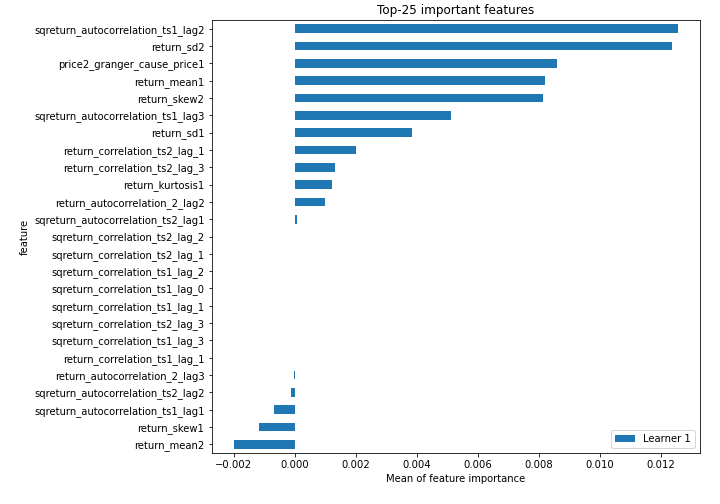 Top-25 important features
sqreturn_autocorrelation_ts1_lag2
return_sd2
price2_granger_cause_price1
return_mean1
return_skew2
sqreturn_autocorrelation_ts1_lag3
return_sd1
return_correlation_ts2_lag_1
return_correlation_ts2_lag_3
return_kurtosis1
return_autocorrelation_2_lag2
sqreturn_autocorrelation_ts2_lag1
sqreturn_correlation_ts2_lag_2
sqreturn_correlation_ts2_lag_1
sqreturn_correlation_ts1_lag_2
sqreturn_correlation_ts1_lag_0
sqreturn_correlation_ts1_lag_1
sqreturn_correlation_ts2_lag_3
sqreturn_correlation_ts1_lag_3
return_correlation_ts1_lag_1
return_autocorrelation_2_lag3
sqreturn_autocorrelation_ts2_lag2
sqreturn_autocorrelation_ts1_lag1
return_skew1
return_mean2
feature
Learner 1
−0.002 0.000 0.002 0.004 0.006 0.008 0.010 0.012
Mean of feature importance